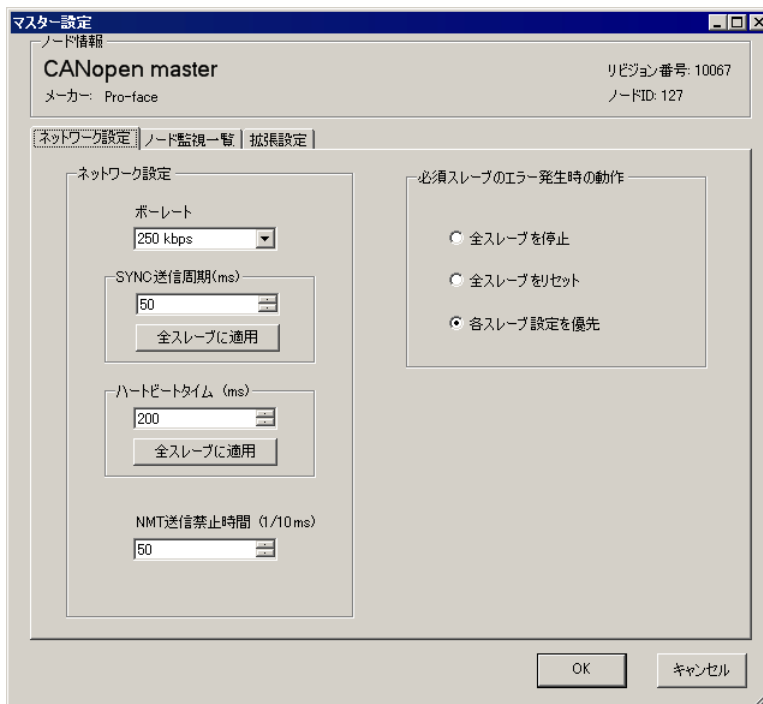 マスター設定
ノード情報
CANopen master
リビジョン番号: 10067
メーカー: Pro-face
ノードID: 127
ネットワーク設定
ノード監視一覧
拡張設定
ネットワーク設定
ボーレート
250 kbps
SYNC送信周期(ms)
50
全スレーブに適用
ハートビートタイム (ms)
200
全スレーブに適用
NMT送信禁止時間 (1/10ms)
50
必須スレーブのエラー発生時の動作
全スレーブを停止
全スレーブをリセット
各スレーブ設定を優先
OK
キャンセル